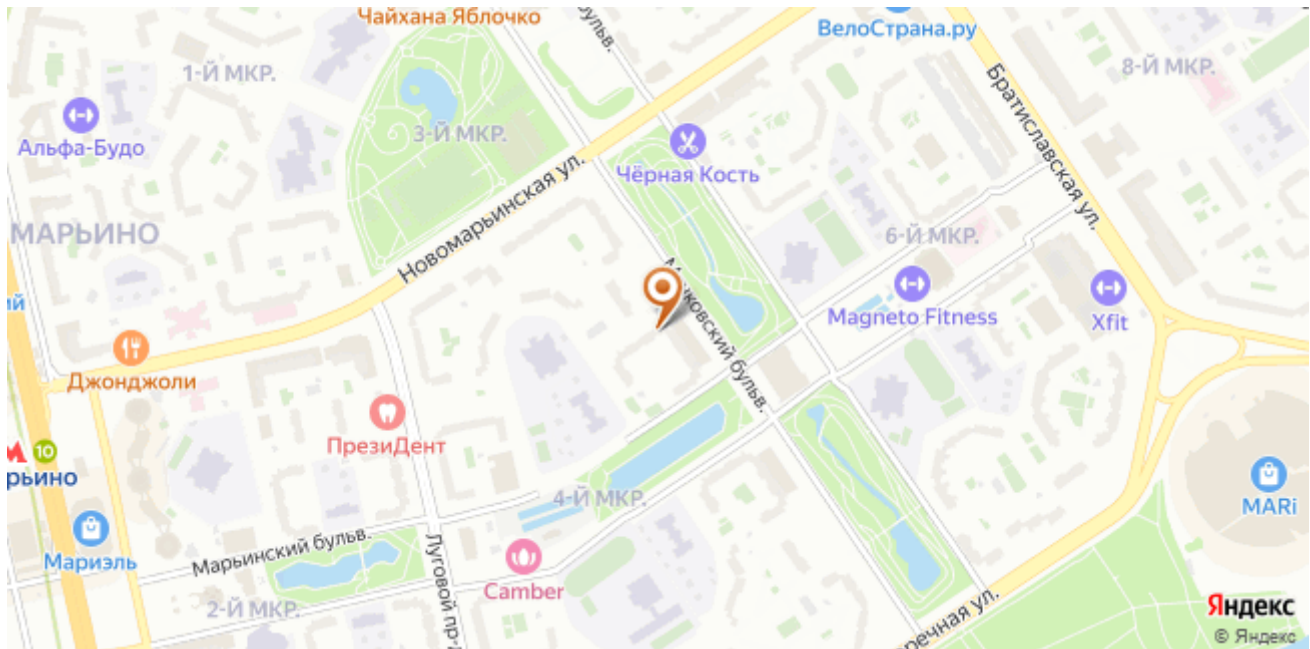 Чайхана Яблочко
ВелоСтрана.ру
бульв.
1-Й МКР.
8-Й МКР.
Братиславская ул.
Альфа-Будо
3-Й МКР.
Чёрная Кость
МАРЬИНО
Новомарьинская ул.
6-Й МКР.
Magneto Fitness
Xfit
Джонджоли
ковский бульв.
ПрезиДент
10
рьино
4-Й МКР.
MARi
Мариэль
Марьинский бульв.
Луговой пр-д
Camber
2-Й МКР.
речная ул.
Яндекс
© Яндекс